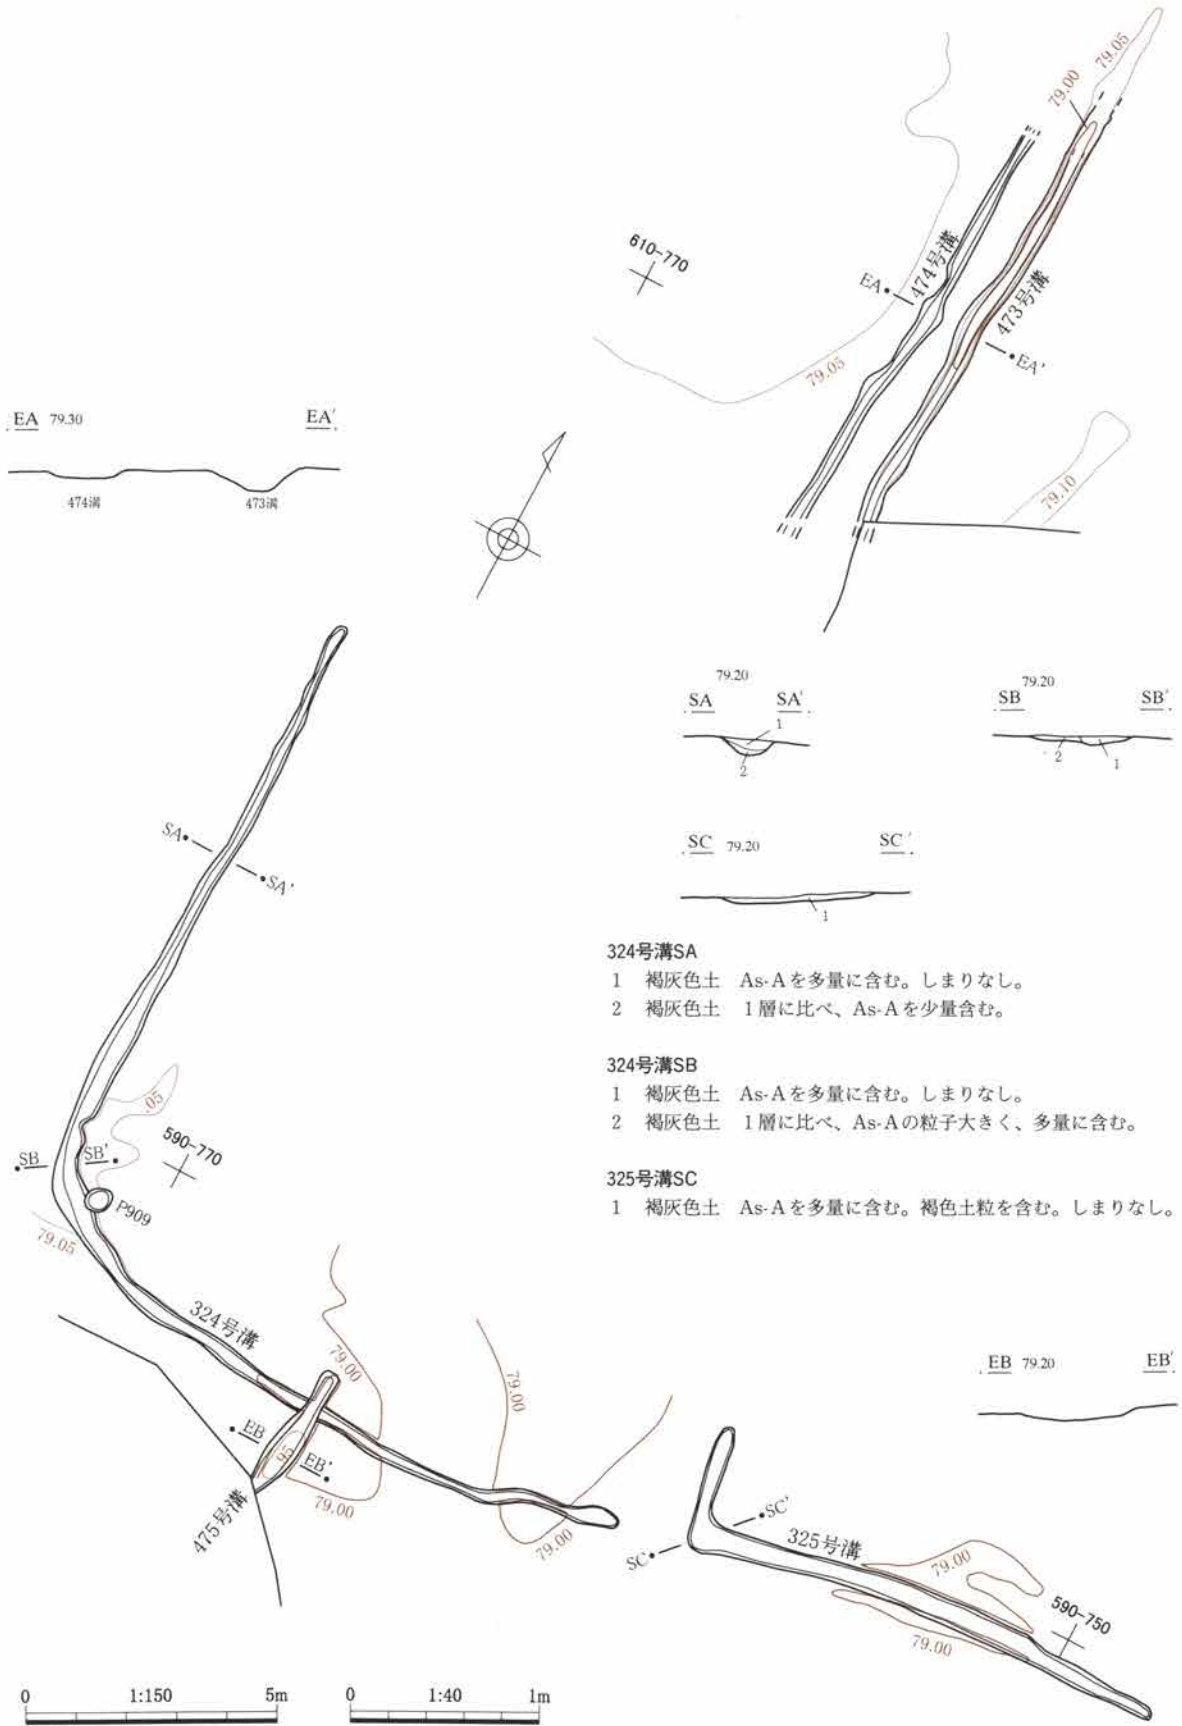 79.05
79.00
610-770
474号溝
EA
473号溝
EA'
79.05
79.10
EA 79.30 EA'
474溝 473溝
79.20
SA SA'
1
2
79.20
SB SB'
2 1
SC 79.20 SC'
1
SA
SA'
324号溝SA
1 褐灰色土 As-Aを多量に含む。しまりなし。
2 褐灰色土 1層に比べ、As-Aを少量含む。
324号溝SB
1 褐灰色土 As-Aを多量に含む。しまりなし。
2 褐灰色土 1層に比べ、As-Aの粒子大きく、多量に含む。
325号溝SC
1 褐灰色土 As-Aを多量に含む。褐色土粒を含む。しまりなし。
.05
590-770
SB SB'
P909
79.05
324号溝
79.00
79.00
EB
.95
EB'
79.00
475号溝
79.00
EB 79.20 EB'
SC'
SC
325号溝
79.00
590-750
79.00
0 1:150 5m
0 1:40 1m